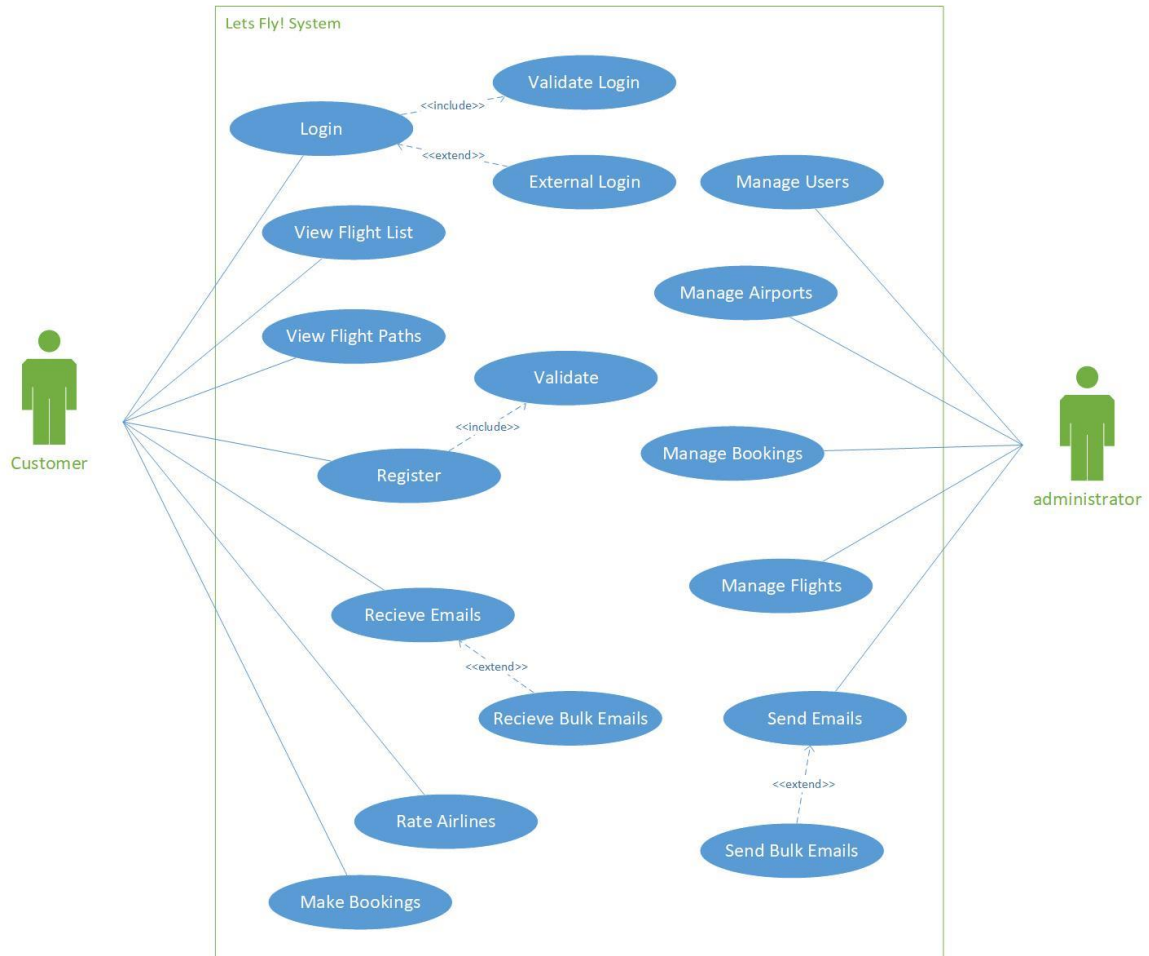 Lets Fly! System
Validate Login
<<include>>
Login
<<extend>>
External Login
Manage Users
View Flight List
Manage Airports
View Flight Paths
Validate
<<include>>
Customer
Register
Manage Bookings
administrator
Manage Flights
Recieve Emails
<<extend>>
Recieve Bulk Emails
Send Emails
<<extend>>
Rate Airlines
Send Bulk Emails
Make Bookings